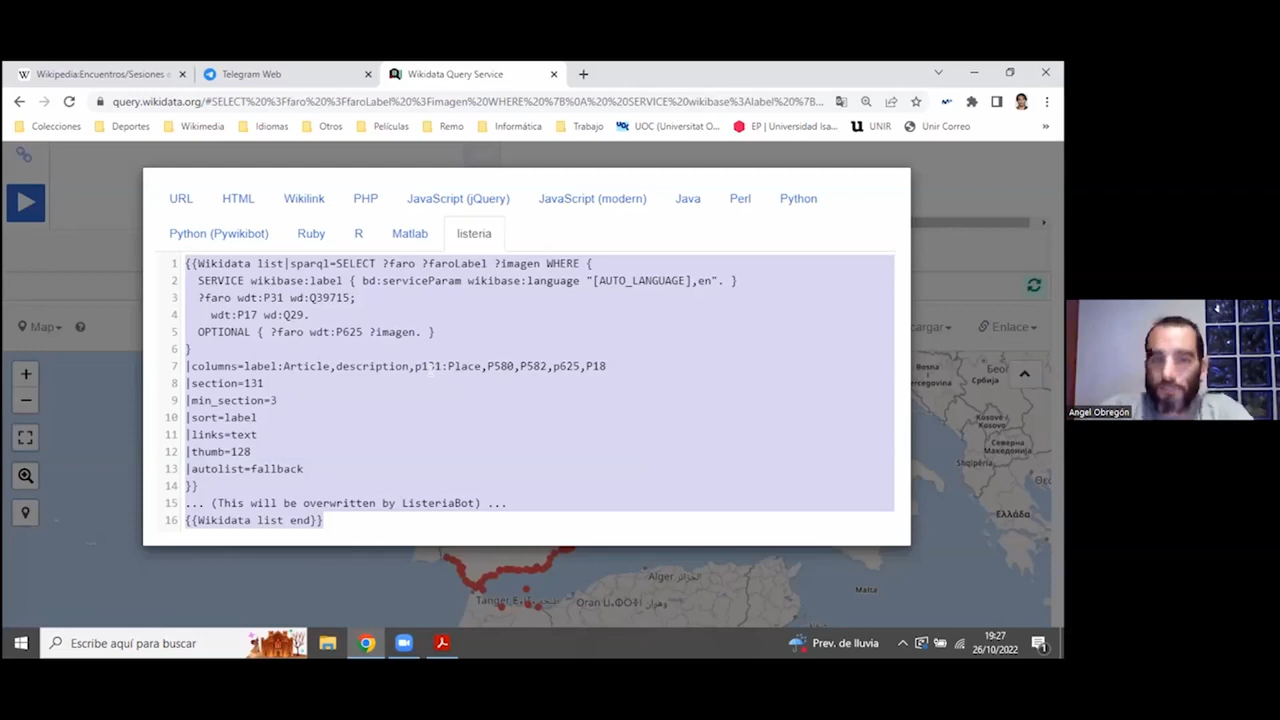 Wikipedia:Encuentros/Sesiones e
Telegram Web
Wikidata Query Service
query.wikidata.org/#SELECT%20%3Ffaro%20%3FfaroLabel%20%3Fimagen%20WHERE%20%7B%0A%20%20SERVICE%20wikibase%3Alabel%20%7B...
Colecciones
Deportes
Wikimedia
Idiomas
Otros
Películas
Remo
Informática
Trabajo
UOC (Universitat O...
EP | Universidad Isa...
UNIR
Unir Correo
»
URL
HTML
Wikilink
PHP
JavaScript (jQuery)
JavaScript (modern)
Java
Perl
Python
Python (Pywikibot)
Ruby
R
Matlab
listeria
1 {{Wikidata list|sparql=SELECT ?faro ?faroLabel ?imagen WHERE {
2 SERVICE wikibase:label { bd:serviceParam wikibase:language "[AUTO_LANGUAGE],en". }
3 ?faro wdt:P31 wd:Q39715;
4 wdt:P17 wd:Q29.
5 OPTIONAL { ?faro wdt:P625 ?imagen. }
6 }
7 |columns=label:Article,description,p131:Place,P580,P582,p625,P18
8 |section=131
9 |min_section=3
10 |sort=label
11 |links=text
12 |thumb=128
13 |autolist=fallback
14 }}
15 ... (This will be overwritten by ListeriaBot) ...
16 {{Wikidata list end}}
Map
cargar
Enlace
Србија
Kosovo
Македонија
Shqipëria
Ελλάδα
Alger الجزائر
Malta
Angel Obregón
Escribe aquí para buscar
Prev. de lluvia
19:27
26/10/2022
1